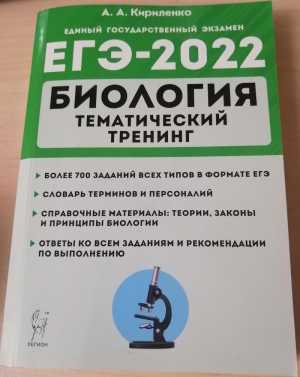 А. А. Кириленко
ЕДИНЫЙ ГОСУДАРСТВЕННЫЙ ЭКЗАМЕН
ЕГЭ-2022
БИОЛОГИЯ
ТЕМАТИЧЕСКИЙ
ТРЕНИНГ
БОЛЕЕ 700 ЗАДАНИЙ ВСЕХ ТИПОВ В ФОРМАТЕ ЕГЭ
СЛОВАРЬ ТЕРМИНОВ И ПЕРСОНАЛИЙ
СПРАВОЧНЫЕ МАТЕРИАЛЫ: ТЕОРИИ, ЗАКОНЫ
И ПРИНЦИПЫ БИОЛОГИИ
ОТВЕТЫ КО ВСЕМ ЗАДАНИЯМ И РЕКОМЕНДАЦИИ
ПО ВЫПОЛНЕНИЮ
ЛЕГИОН